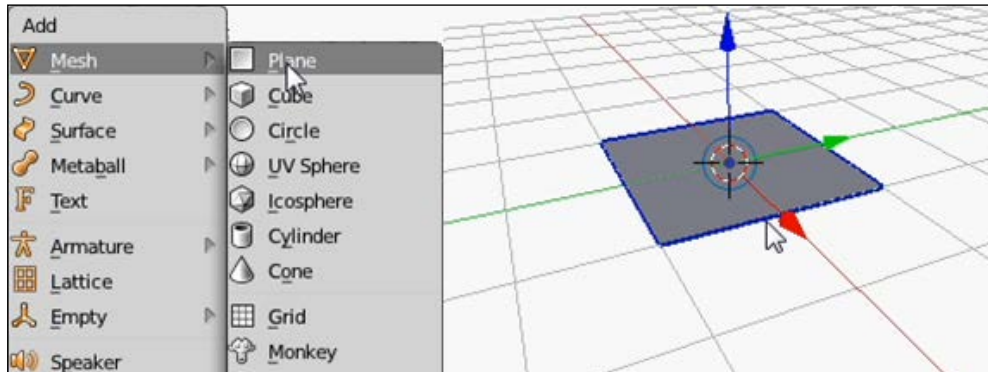 Add
Mesh
Curve
Surface
Metaball
Text
Armature
Lattice
Empty
Speaker
Plane
Cube
Circle
UV Sphere
Icosphere
Cylinder
Cone
Grid
Monkey